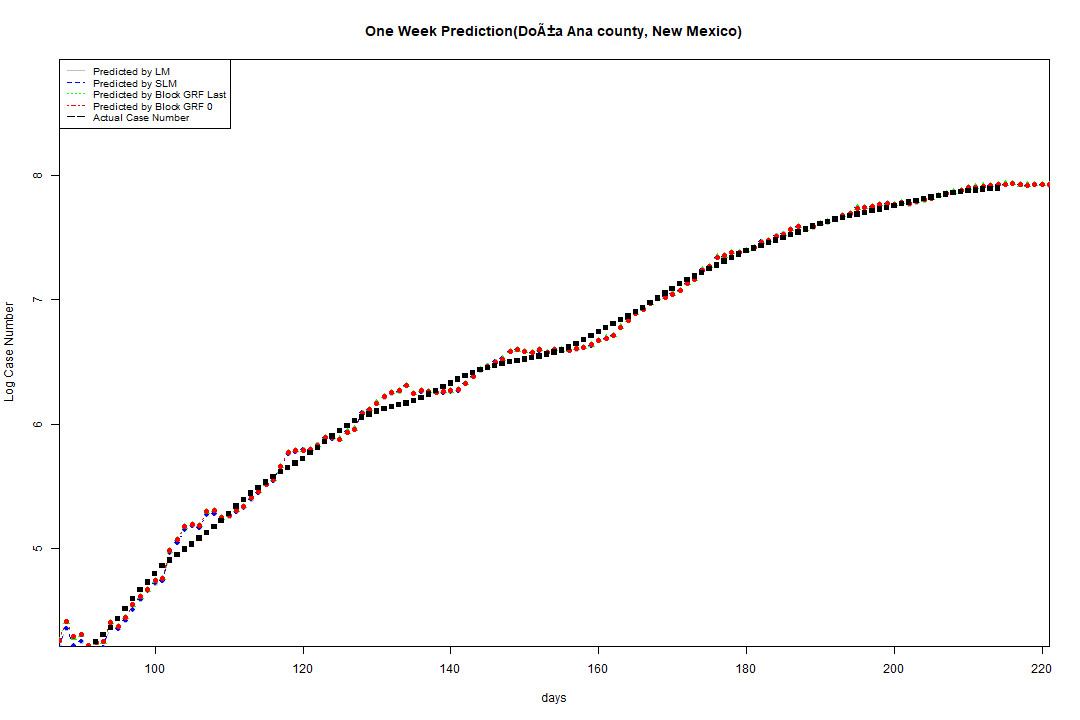 One Week Prediction(DoÃ±a Ana county, New Mexico)
Predicted by LM
Predicted by SLM
Predicted by Block GRF Last
Predicted by Block GRF 0
Actual Case Number
8
7
6
5
Log Case Number
100 120 140 160 180 200 220
days